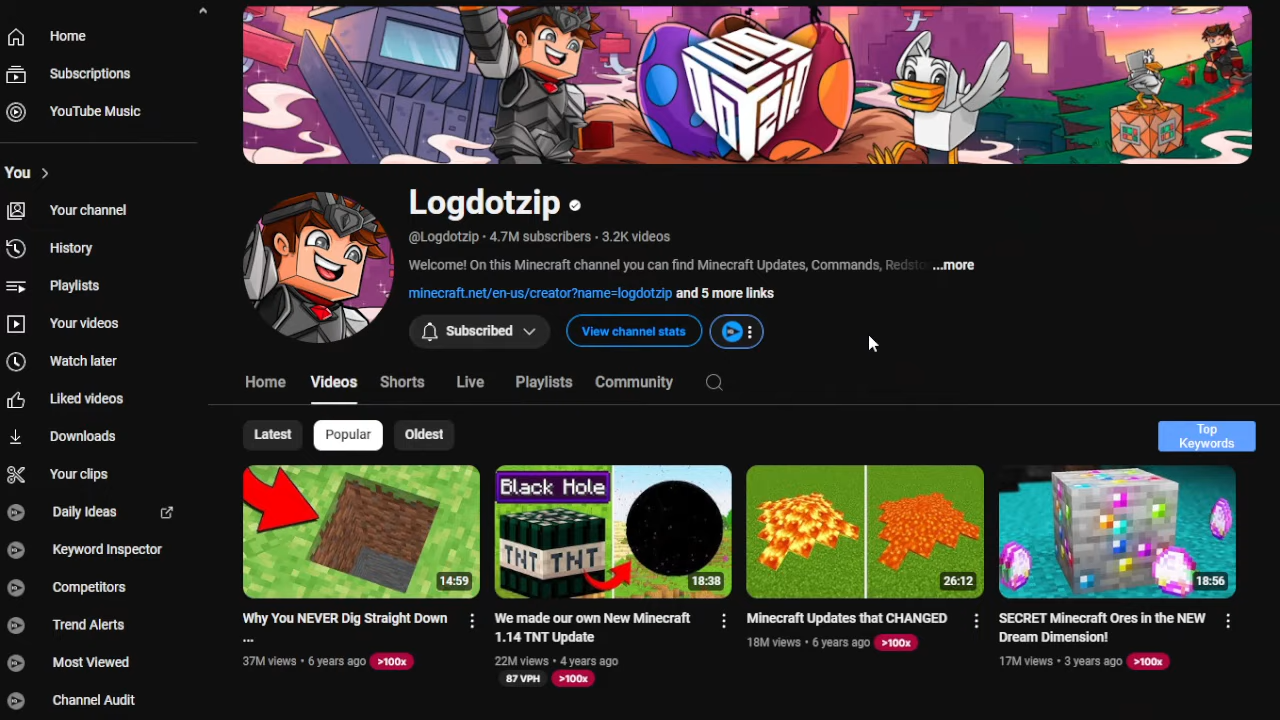 Home
Subscriptions
YouTube Music
You
Your channel
History
Playlists
Your videos
Watch later
Liked videos
Downloads
Your clips
Daily Ideas
Keyword Inspector
Competitors
Trend Alerts
Most Viewed
Channel Audit
LOGDOTZIP
Logdotzip
@Logdotzip · 4.7M subscribers · 3.2K videos
Welcome! On this Minecraft channel you can find Minecraft Updates, Commands, Redsto ...more
minecraft.net/en-us/creator?name=logdotzip and 5 more links
Subscribed
View channel stats
Home Videos Shorts Live Playlists Community
Latest Popular Oldest
Top
Keywords
14:59
Why You NEVER Dig Straight Down
...
37M views · 6 years ago >100x
Black Hole
TNT TNT
18:38
We made our own New Minecraft
1.14 TNT Update
22M views · 4 years ago
87 VPH >100x
26:12
Minecraft Updates that CHANGED
18M views · 6 years ago >100x
18:56
SECRET Minecraft Ores in the NEW
Dream Dimension!
17M views · 3 years ago >100x